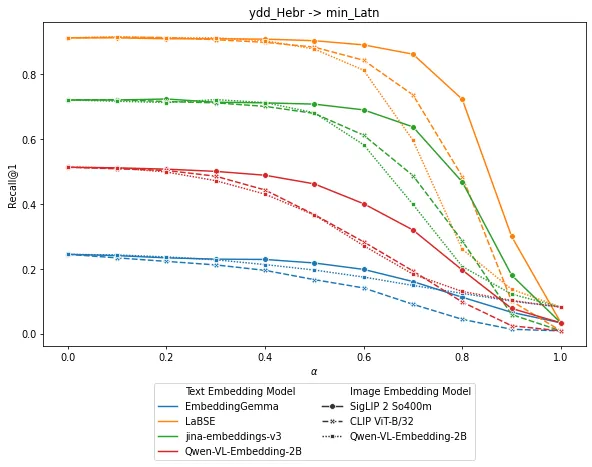 ydd_Hebr -> min_Latn
Recall@1
0.8
0.6
0.4
0.2
0.0
0.0 0.2 0.4 0.6 0.8 1.0
α
Text Embedding Model Image Embedding Model
EmbeddingGemma SigLIP 2 So400m
LaBSE CLIP ViT-B/32
jina-embeddings-v3 Qwen-VL-Embedding-2B
Qwen-VL-Embedding-2B